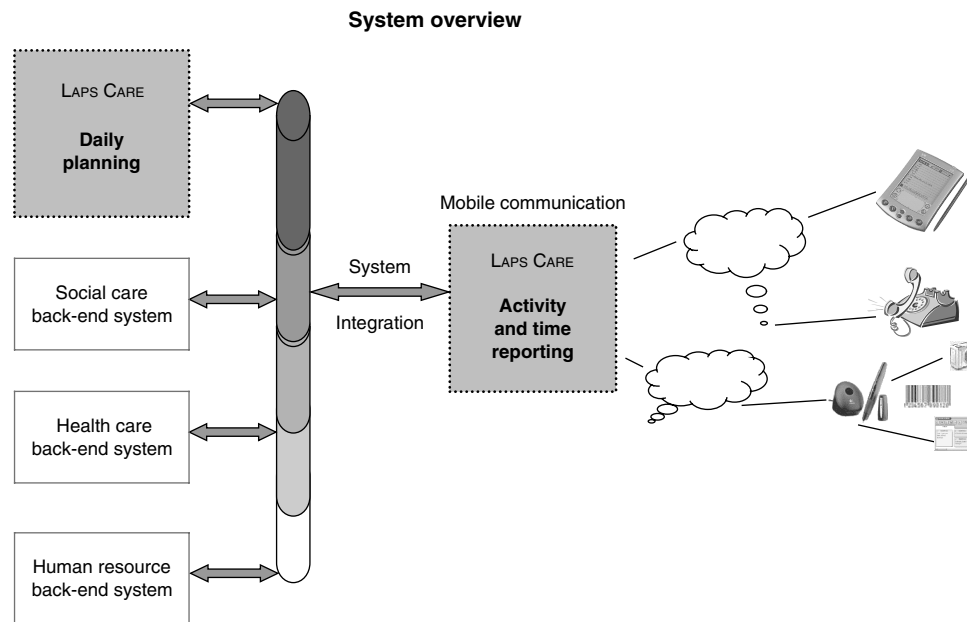 System overview
LAPS CARE
Daily
planning
Social care
back-end system
Health care
back-end system
Human resource
back-end system
System
Integration
Mobile communication
LAPS CARE
Activity
and time
reporting